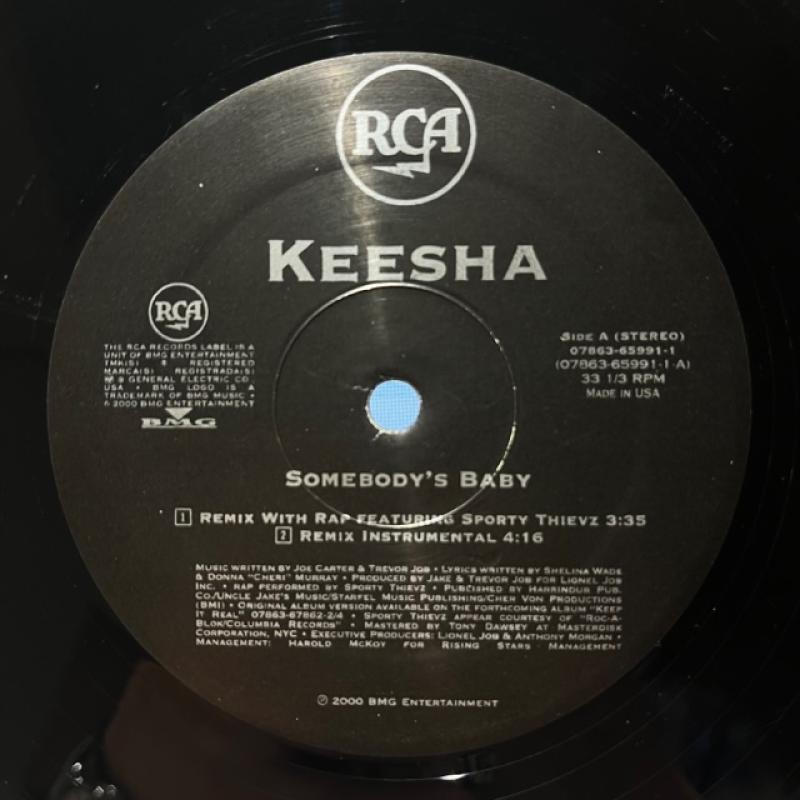 RCA
KEESHA
RCA
THE RCA RECORDS LABEL IS A
UNIT OF BMG ENTERTAINMENT
TMK(S) ® REGISTERED
MARCA(S) REGISTRADA(S)
GENERAL ELECTRIC CO.,
USA • BMG LOGO IS A
TRADEMARK OF BMG MUSIC •
© 2000 BMG ENTERTAINMENT
BMG
SIDE A (STEREO)
07863-65991-1
(07863-65991-1-A)
33 1/3 RPM
MADE IN USA
SOMEBODY'S BABY
1 REMIX WITH RAP FEATURING SPORTY THIEVZ 3:35
2 REMIX INSTRUMENTAL 4:16
MUSIC WRITTEN BY JOE CARTER & TREVOR JOB • LYRICS WRITTEN BY SHELINA WADE
& DONNA "CHERI" MURRAY • PRODUCED BY JAKE & TREVOR JOB FOR LIONEL JOB
INC. • RAP PERFORMED BY SPORTY THIEVZ • PUBLISHED BY HARRINDUR PUB.
CO./UNCLE JAKE'S MUSIC/STARFEL MUSIC PUBLISHING/CHER VON PRODUCTIONS
(BMI) • ORIGINAL ALBUM VERSION AVAILABLE ON THE FORTHCOMING ALBUM "KEEP
IT REAL" 07863-67862-2/4 • SPORTY THIEVZ APPEAR COURTESY OF "ROC-A-
BLOK/COLUMBIA RECORDS" • MASTERED BY TONY DAWSEY AT MASTERDISK
CORPORATION, NYC • EXECUTIVE PRODUCERS: LIONEL JOB & ANTHONY MORGAN •
MANAGEMENT: HAROLD MCKOY FOR RISING STARS MANAGEMENT
℗ 2000 BMG ENTERTAINMENT